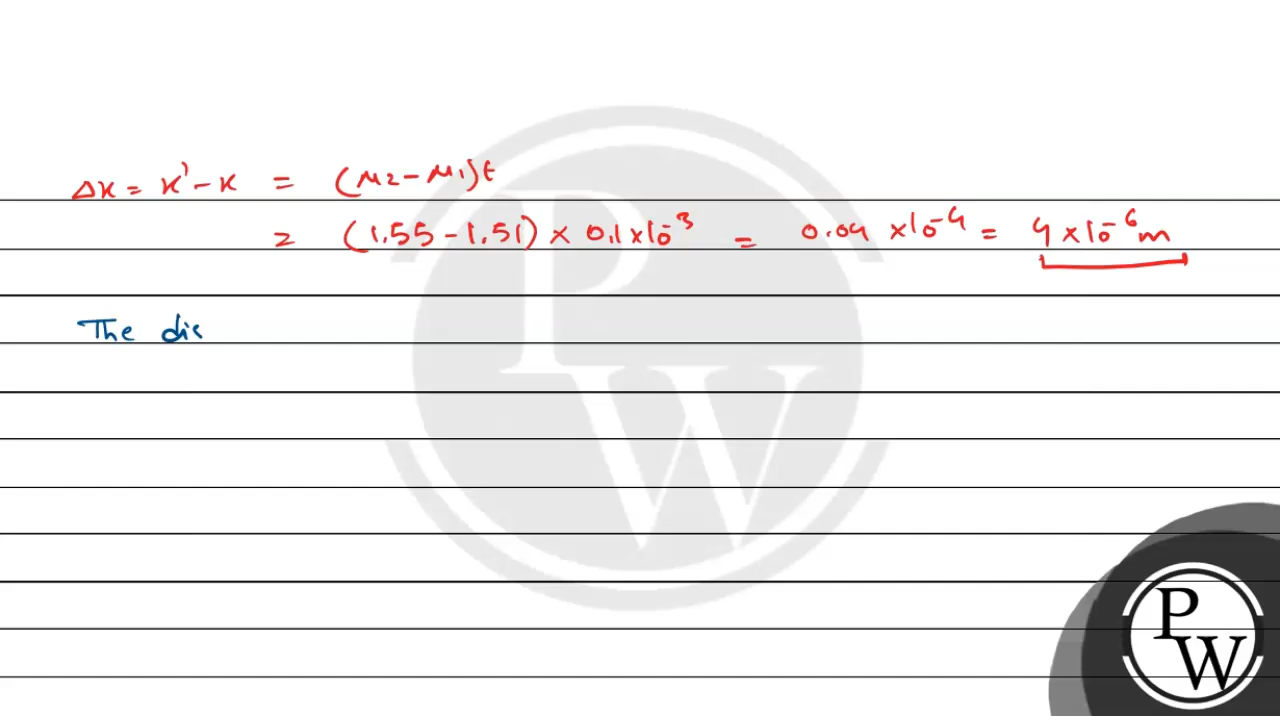 Δx = x' - x = (μ2 - μ1)t
= (1.55 - 1.51) × 0.1 × 10⁻³ = 0.04 × 10⁻⁴ = 4 × 10⁻⁶ m
The dis
P
W
P
W